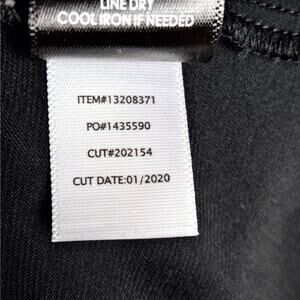 LINE DRY
COOL IRON IF NEEDED
ITEM#13208371
PO#1435590
CUT#202154
CUT DATE:01/2020